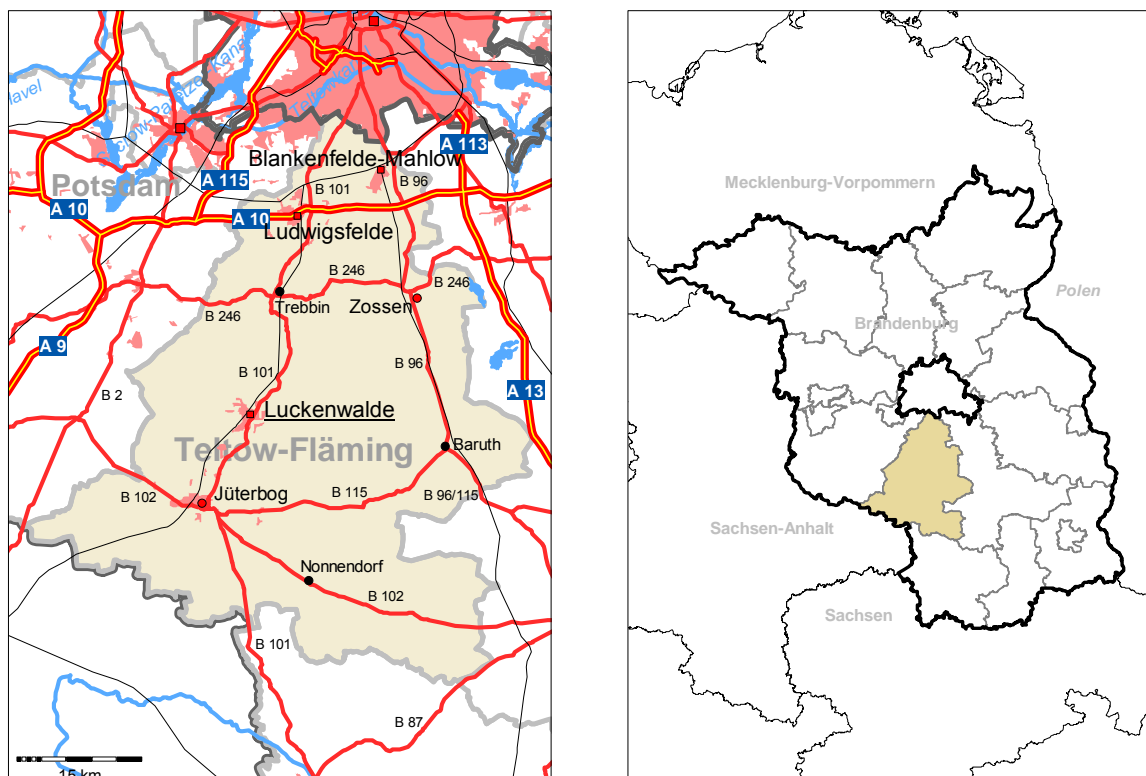 Havel
Teltowkanal
Blankenfelde-Mahlow
A 113
Potsdam
A 115
B 101
B 96
A 10
A 10
Ludwigsfelde
B 246
B 246
Trebbin
Zossen
B 246
A 9
B 101
B 96
B 2
A 13
Luckenwalde
Teltow-Fläming
Baruth
B 102
Jüterbog
B 115
B 96/115
Nonnendorf
B 102
B 101
B 87
15 km
Mecklenburg-Vorpommern
Polen
Brandenburg
Sachsen-Anhalt
Sachsen